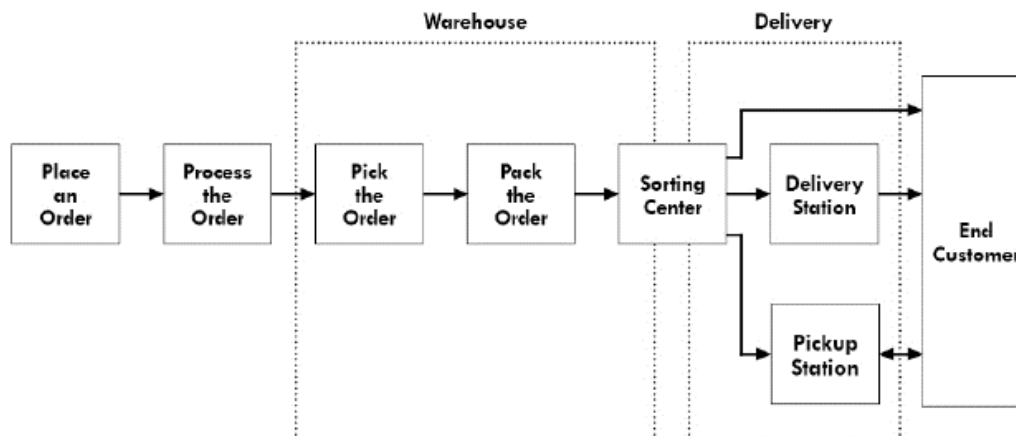 Warehouse
Delivery
Place
an
Order
Process
the
Order
Pick
the
Order
Pack
the
Order
Sorting
Center
Delivery
Station
End
Customer
Pickup
Station